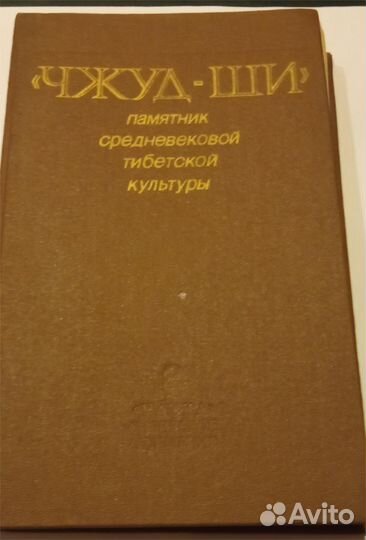 «ЧЖУД-ШИ»
памятник
средневековой
тибетской
культуры
Avito